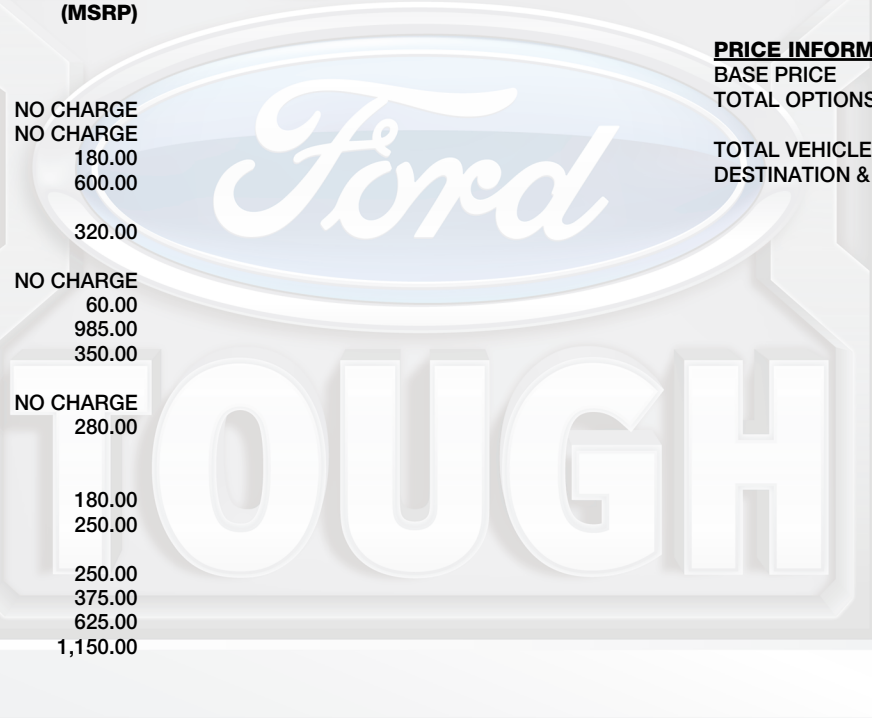 (MSRP)
NO CHARGE
NO CHARGE
180.00
600.00
320.00
NO CHARGE
60.00
985.00
350.00
NO CHARGE
280.00
180.00
250.00
250.00
375.00
625.00
1,150.00
PRICE INFORM
BASE PRICE
TOTAL OPTIONS
TOTAL VEHICLE
DESTINATION &
Ford
TOUGH